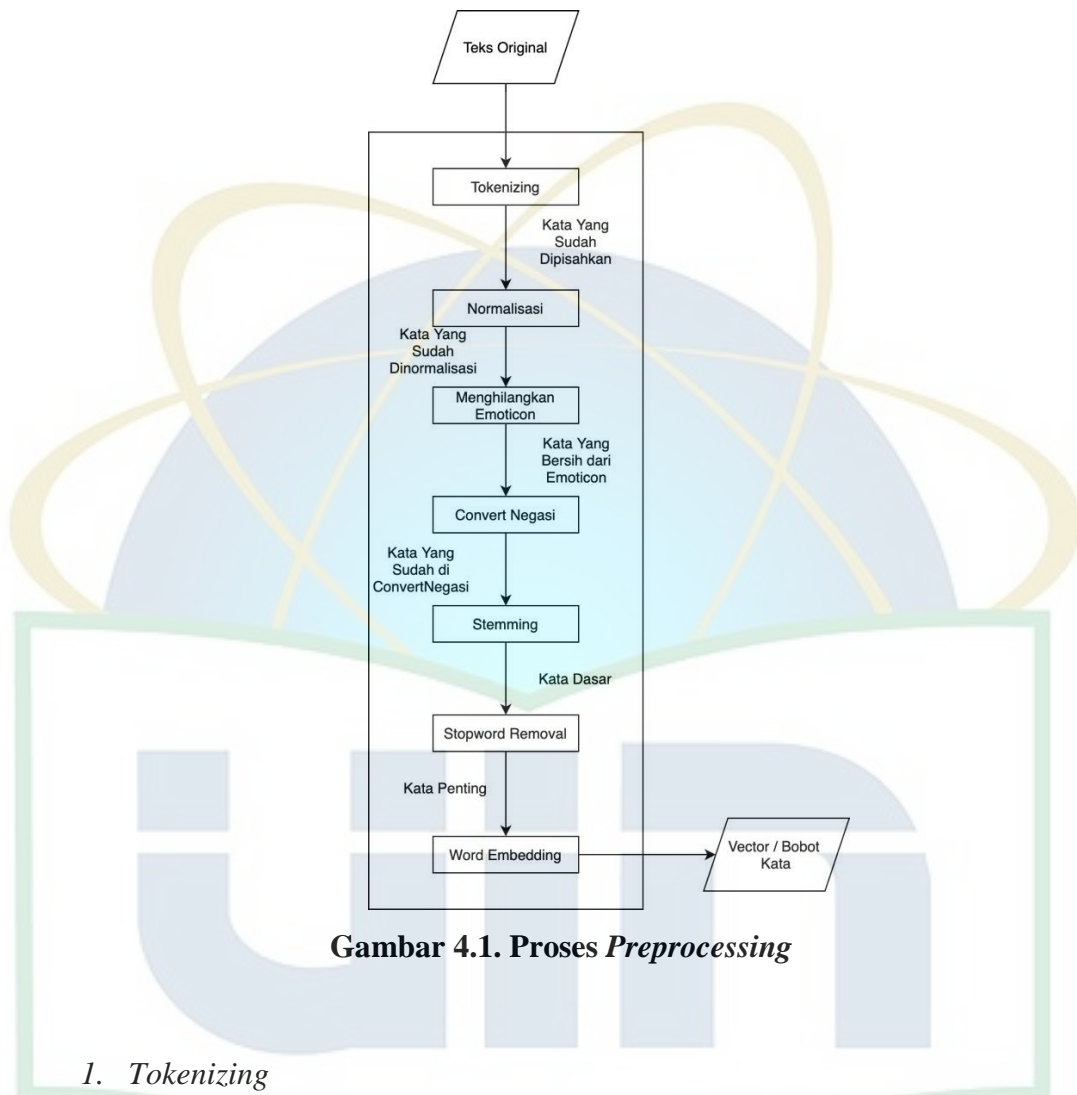 Teks Original
Tokenizing
Kata Yang
Sudah
Dipisahkan
Normalisasi
Kata Yang
Sudah
Dinormalisasi
Menghilangkan
Emoticon
Kata Yang
Bersih dari
Emoticon
Convert Negasi
Kata Yang
Sudah di
ConvertNegasi
Stemming
Kata Dasar
Stopword Removal
Kata Penting
Word Embedding
Vector / Bobot
Kata
Gambar 4.1. Proses Preprocessing
1. Tokenizing
uin